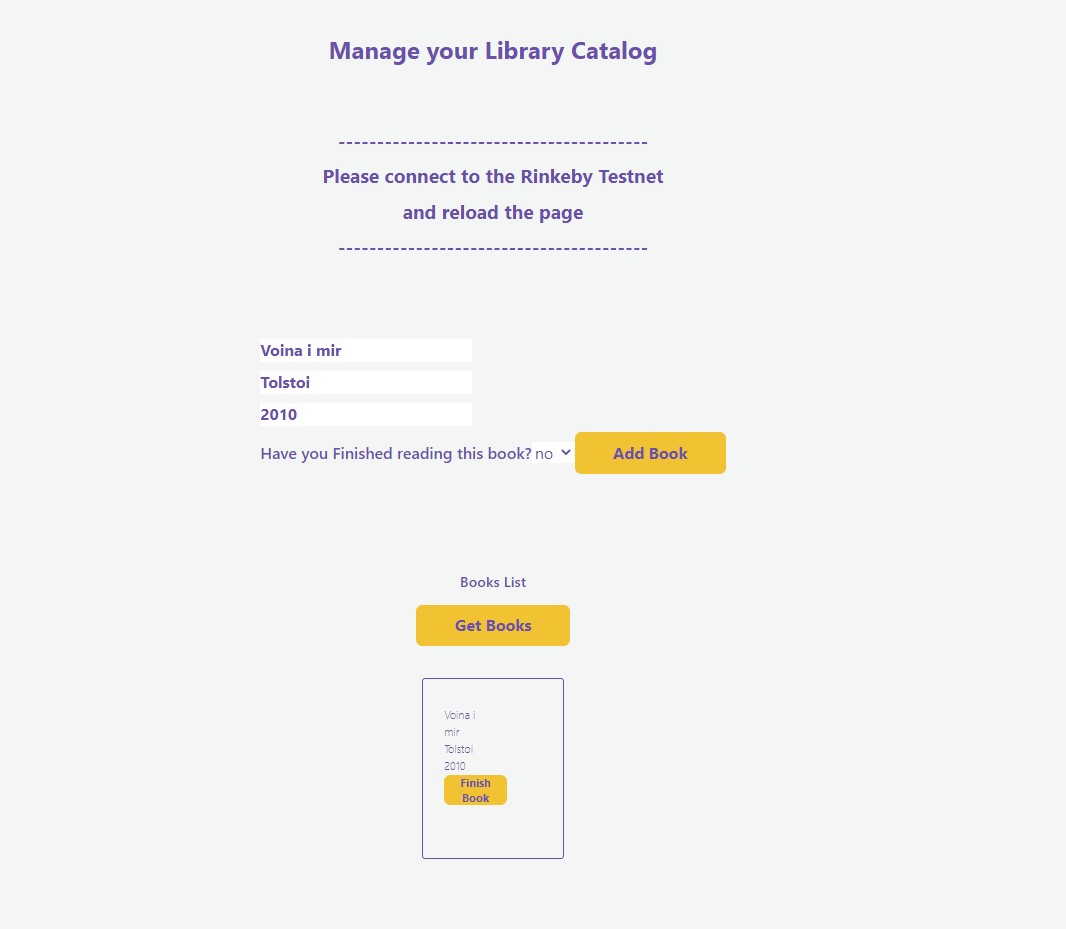 Manage your Library Catalog
----------------------------------------
Please connect to the Rinkeby Testnet
and reload the page
----------------------------------------
Voina i mir
Tolstoi
2010
Have you Finished reading this book? no Add Book
Books List
Get Books
Voina i
mir
Tolstoi
2010
Finish
Book